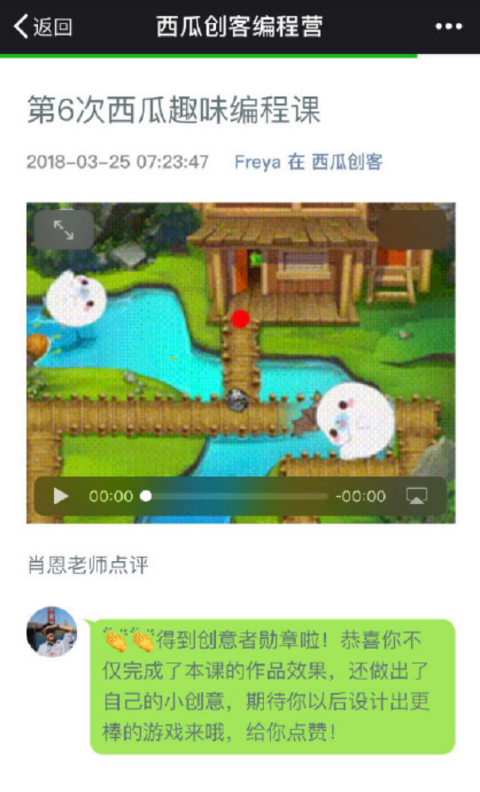 返回
西瓜创客编程营
第6次西瓜趣味编程课
2018-03-25 07:23:47 Freya 在 西瓜创客
00:00 -00:00
肖恩老师点评
👏👏得到创意者勋章啦！恭喜你不
仅完成了本课的作品效果，还做出了
自己的小创意，期待你以后设计出更
棒的游戏来哦，给你点赞！